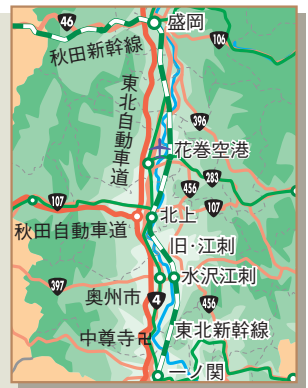 46
盛岡
106
秋田新幹線
東北自動車道
396
花巻空港
283
456
107
107
北上
秋田自動車道
旧・江刺
水沢江刺
397
奥州市
4
456
中尊寺卍
東北新幹線
一ノ関